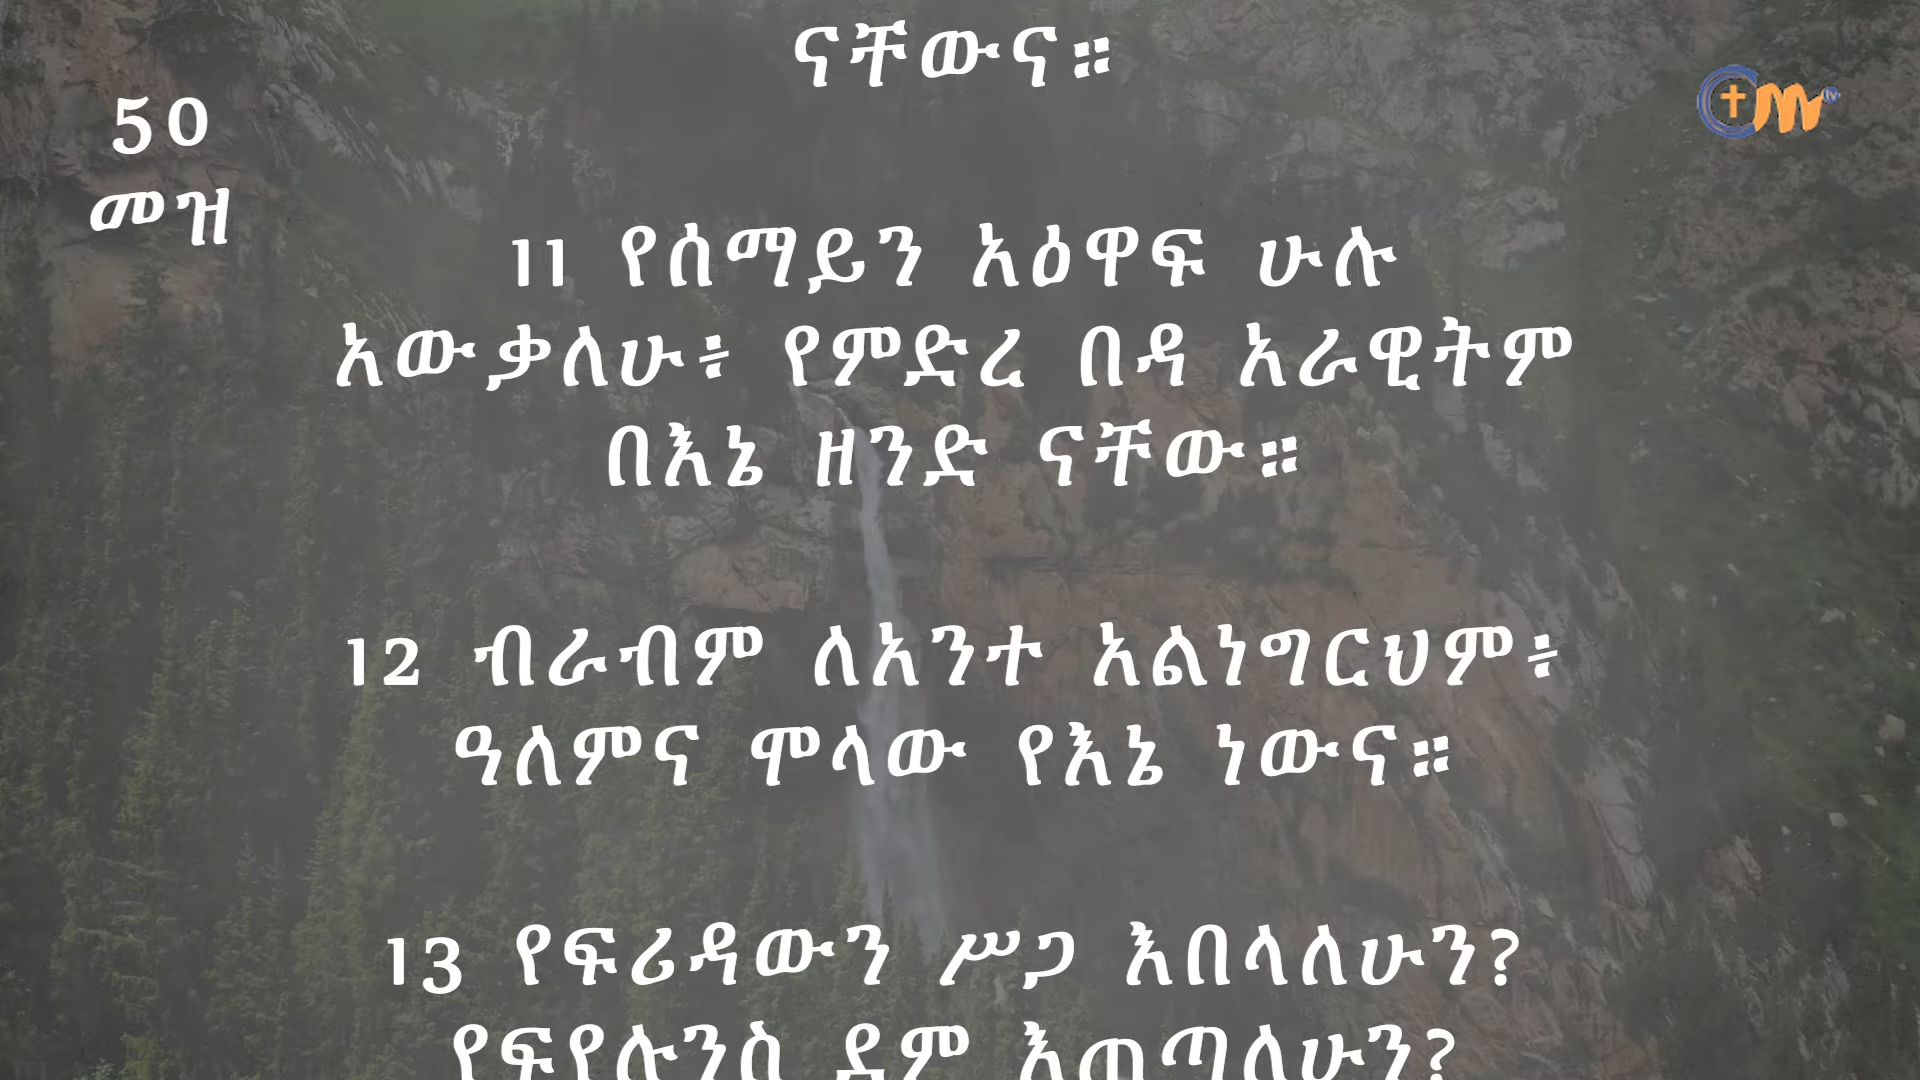 ናቸውና።
50
መዝ
11 የሰማይን አዕዋፍ ሁሉ
አውቃለሁ፥ የምድረ በዳ አራዊትም
በእኔ ዘንድ ናቸው።
12 ብራብም ለአንተ አልነግርህም፥
ዓለምና ሞላው የእኔ ነውና።
13 የፍሪዳውን ሥጋ እበላለሁን?
የፍየሉንስ ደም እጠጣለሁን?